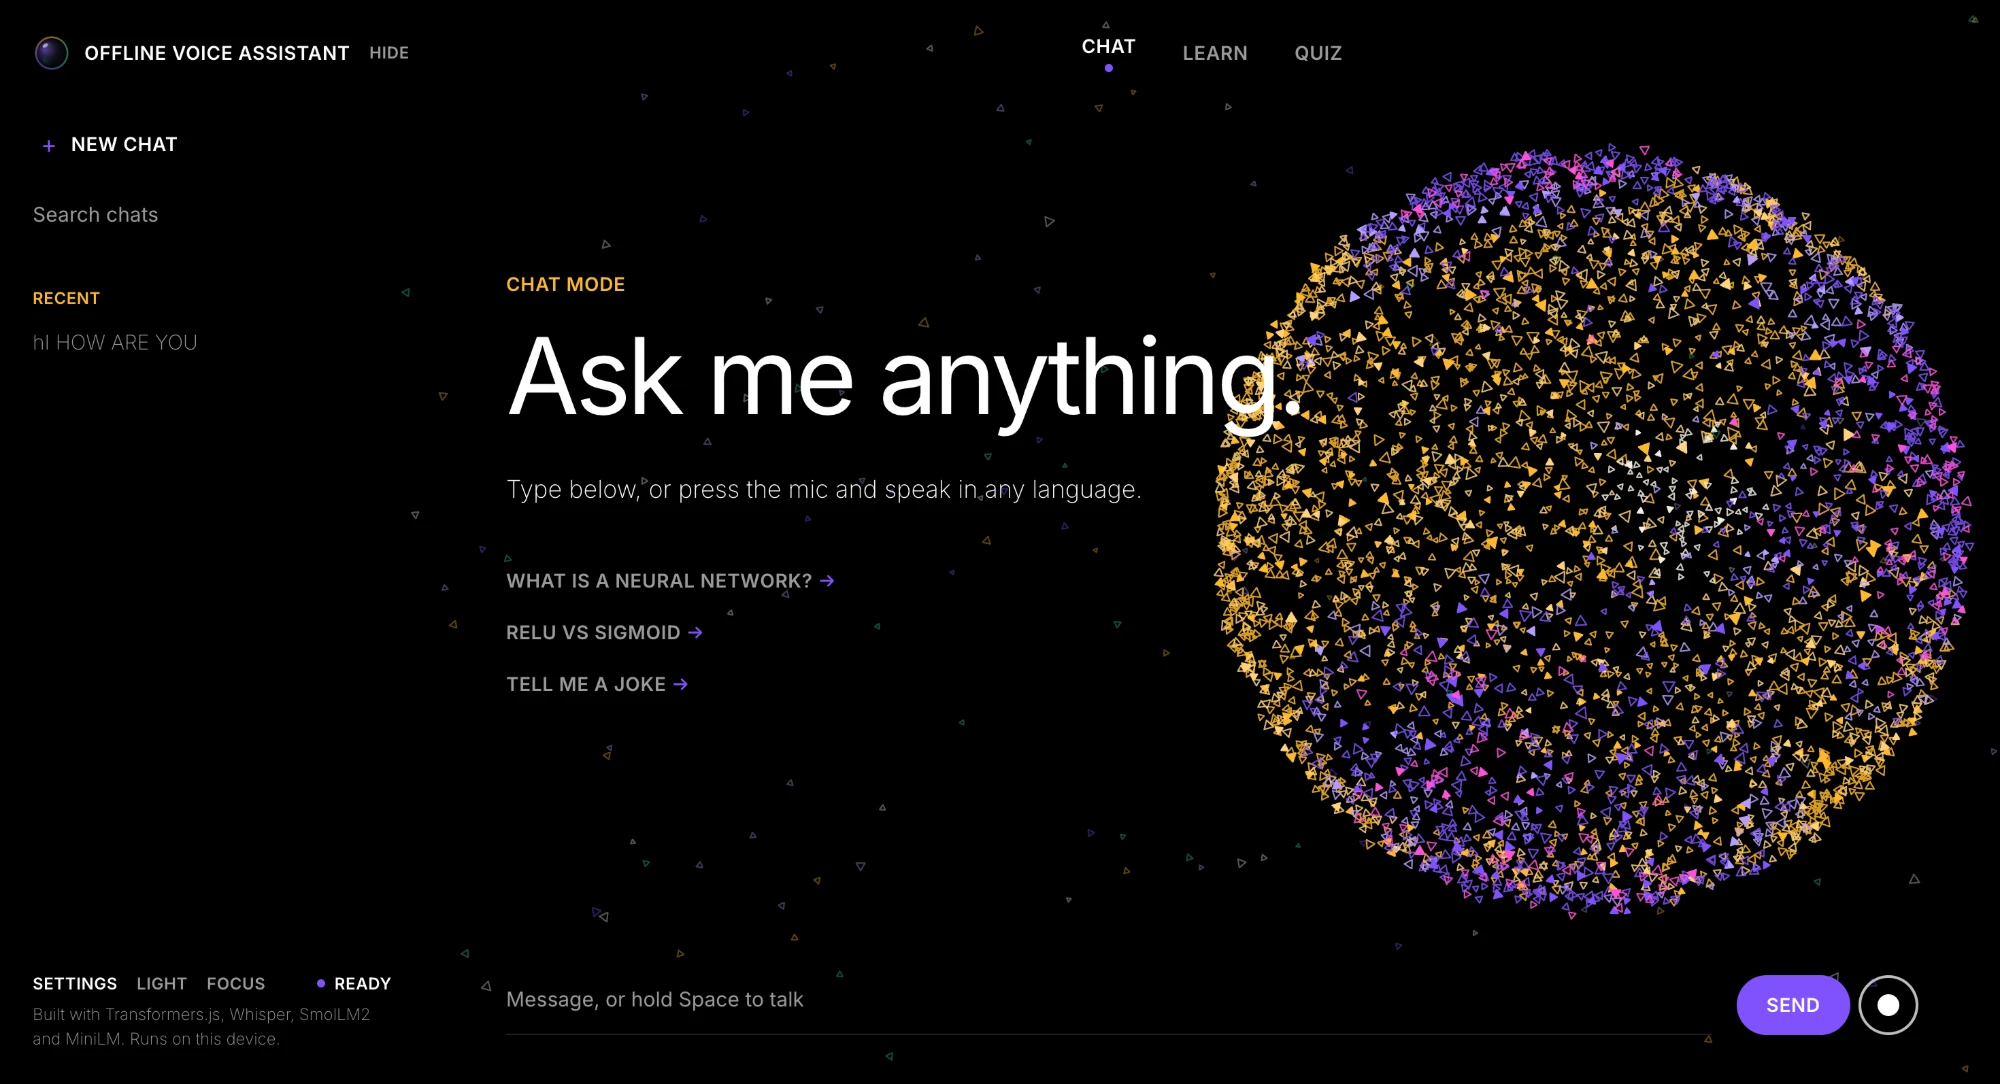 OFFLINE VOICE ASSISTANT HIDE
CHAT LEARN QUIZ
+ NEW CHAT
Search chats
RECENT
hI HOW ARE YOU
CHAT MODE
Ask me anything.
Type below, or press the mic and speak in any language.
WHAT IS A NEURAL NETWORK? →
RELU VS SIGMOID →
TELL ME A JOKE →
SETTINGS LIGHT FOCUS READY
Built with Transformers.js, Whisper, SmolLM2
and MiniLM. Runs on this device.
Message, or hold Space to talk
SEND